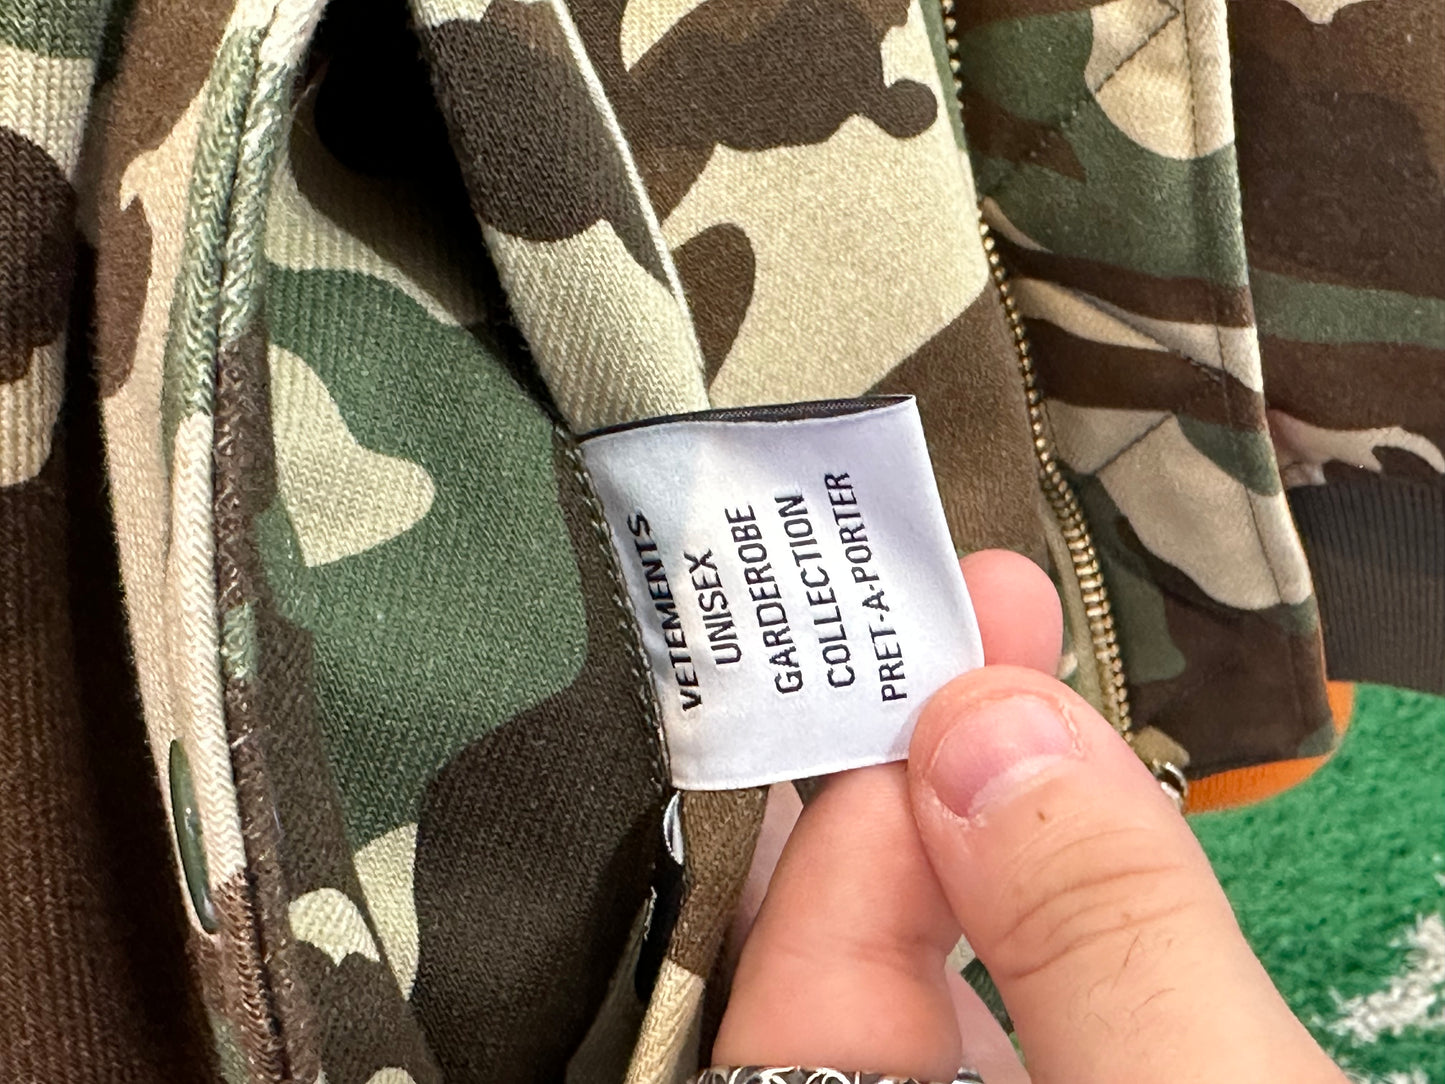 VETEMENTS
UNISEX
GARDEROBE
COLLECTION
PRET-A-PORTER